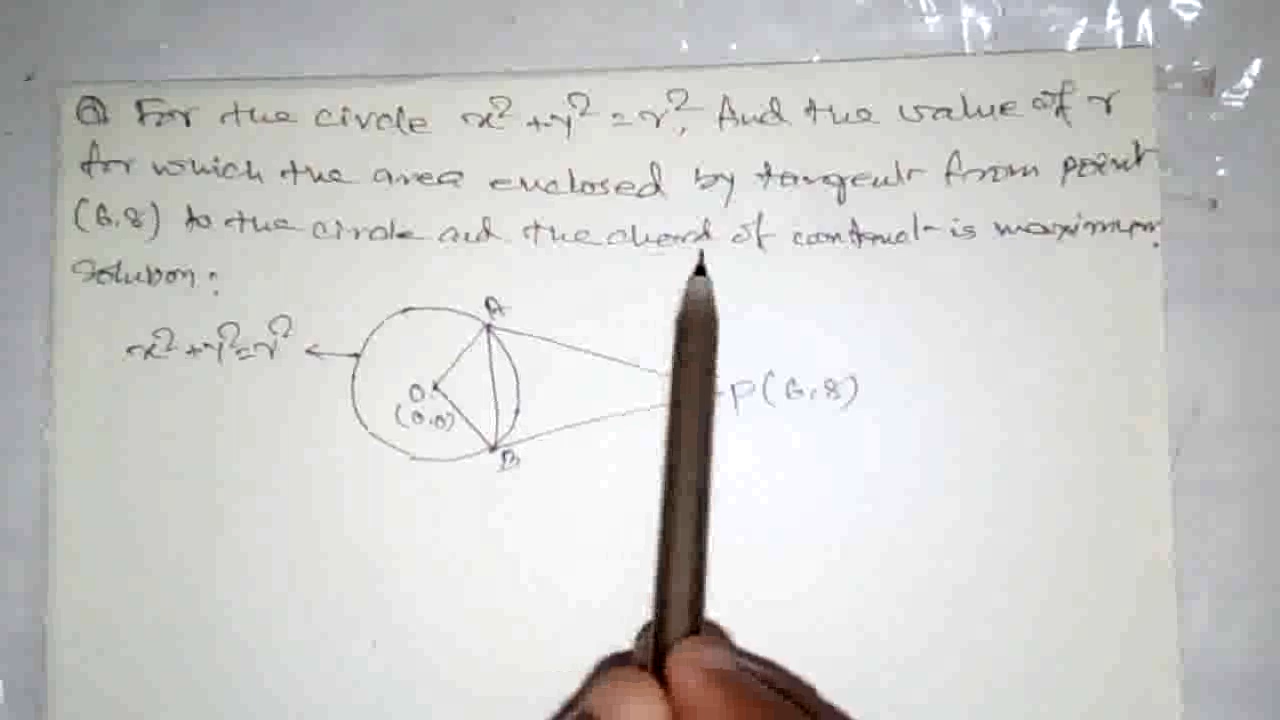 Q For the circle x²+y²=r², And the value of r
for which the area enclosed by tangent from point
(6,8) to the circle and the chord of contact is maximum.
Solution:
A
x²+y²=r²
O
P(6,8)
(0,0)
B